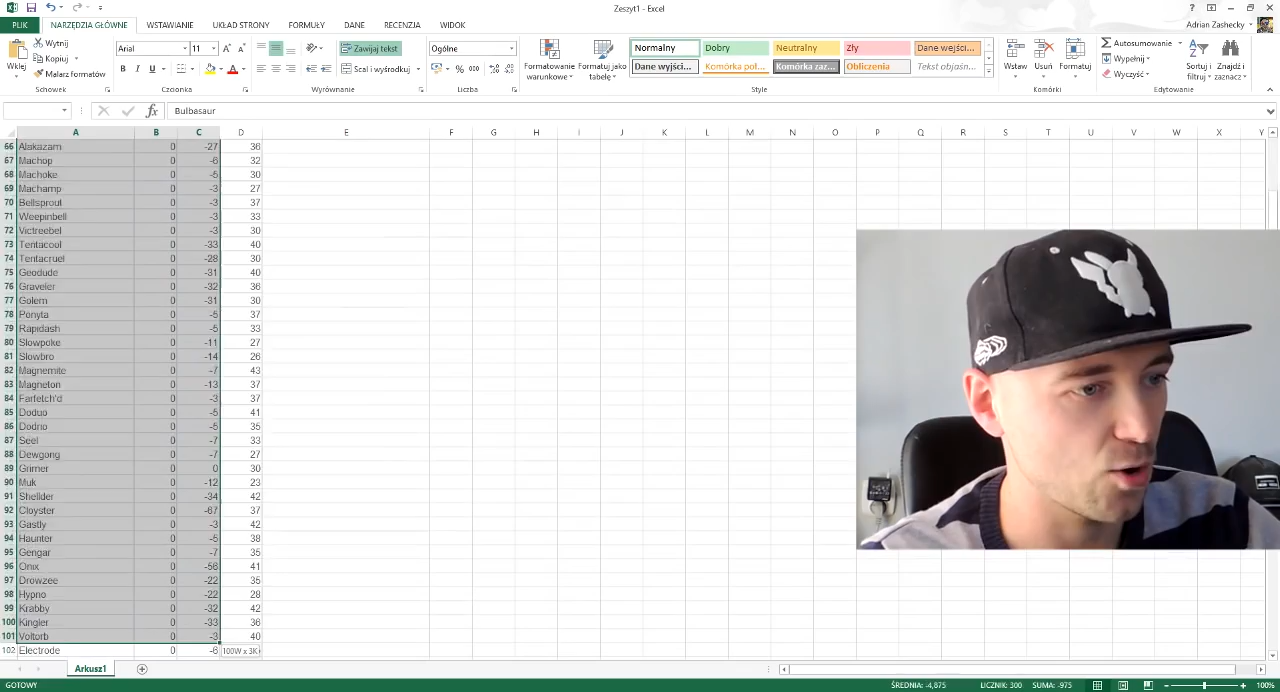 Zeszyt1 - Excel
PLIK NARZĘDZIA GŁÓWNE WSTAWIANIE UKŁAD STRONY FORMUŁY DANE RECENZJA WIDOK Adrian Zashecky
Wklej Wytnij Kopiuj Malarz formatów Schowek
Arial 11 B I U Czcionka
Zawijaj tekst Scal i wyśrodkuj Wyrównanie
Ogólne % 000 Liczba
Formatowanie warunkowe Formatuj jako tabelę
Normalny Dobry Neutralny Zły Dane wejści...
Dane wyjści... Komórka poł... Komórka zaz... Obliczenia Tekst objaśn...
Style
Wstaw Usuń Formatuj Komórki
Autosumowanie Wypełnij Wyczyść Sortuj i filtruj Znajdź i zaznacz Edytowanie
fx Bulbasaur
A B C D E F G H I J K L M N O P Q R S T U V W X Y
66 Alakazam 0 -27 36
67 Machop 0 -6 32
68 Machoke 0 -5 30
69 Machamp 0 -3 27
70 Bellsproul 0 -3 37
71 Weepinbell 0 -3 33
72 Victreebel 0 -3 30
73 Tentacool 0 -33 40
74 Tentacruel 0 -28 30
75 Geodude 0 -31 40
76 Graveler 0 -32 36
77 Golem 0 -31 30
78 Ponyta 0 -5 37
79 Rapidash 0 -5 33
80 Slowpoke 0 -11 27
81 Slowbro 0 -14 26
82 Magnemite 0 -7 43
83 Magneton 0 -13 37
84 Farfetch'd 0 -3 37
85 Doduo 0 -5 41
86 Dodrio 0 -5 35
87 Seel 0 -7 33
88 Dewgong 0 -7 27
89 Grimer 0 0 30
90 Muk 0 -12 23
91 Shellder 0 -34 42
92 Cloyster 0 -67 37
93 Gastly 0 -3 42
94 Haunter 0 -5 38
95 Gengar 0 -7 35
96 Onix 0 -56 41
97 Drowzee 0 -22 35
98 Hypno 0 -22 28
99 Krabby 0 -32 42
100 Kingler 0 -33 36
101 Voltorb 0 -3 40
102 Electrode 0 -6 100W x 3K
Arkusz1
GOTOWY ŚREDNIA: -4,875 LICZNIK: 300 SUMA: -975 100%